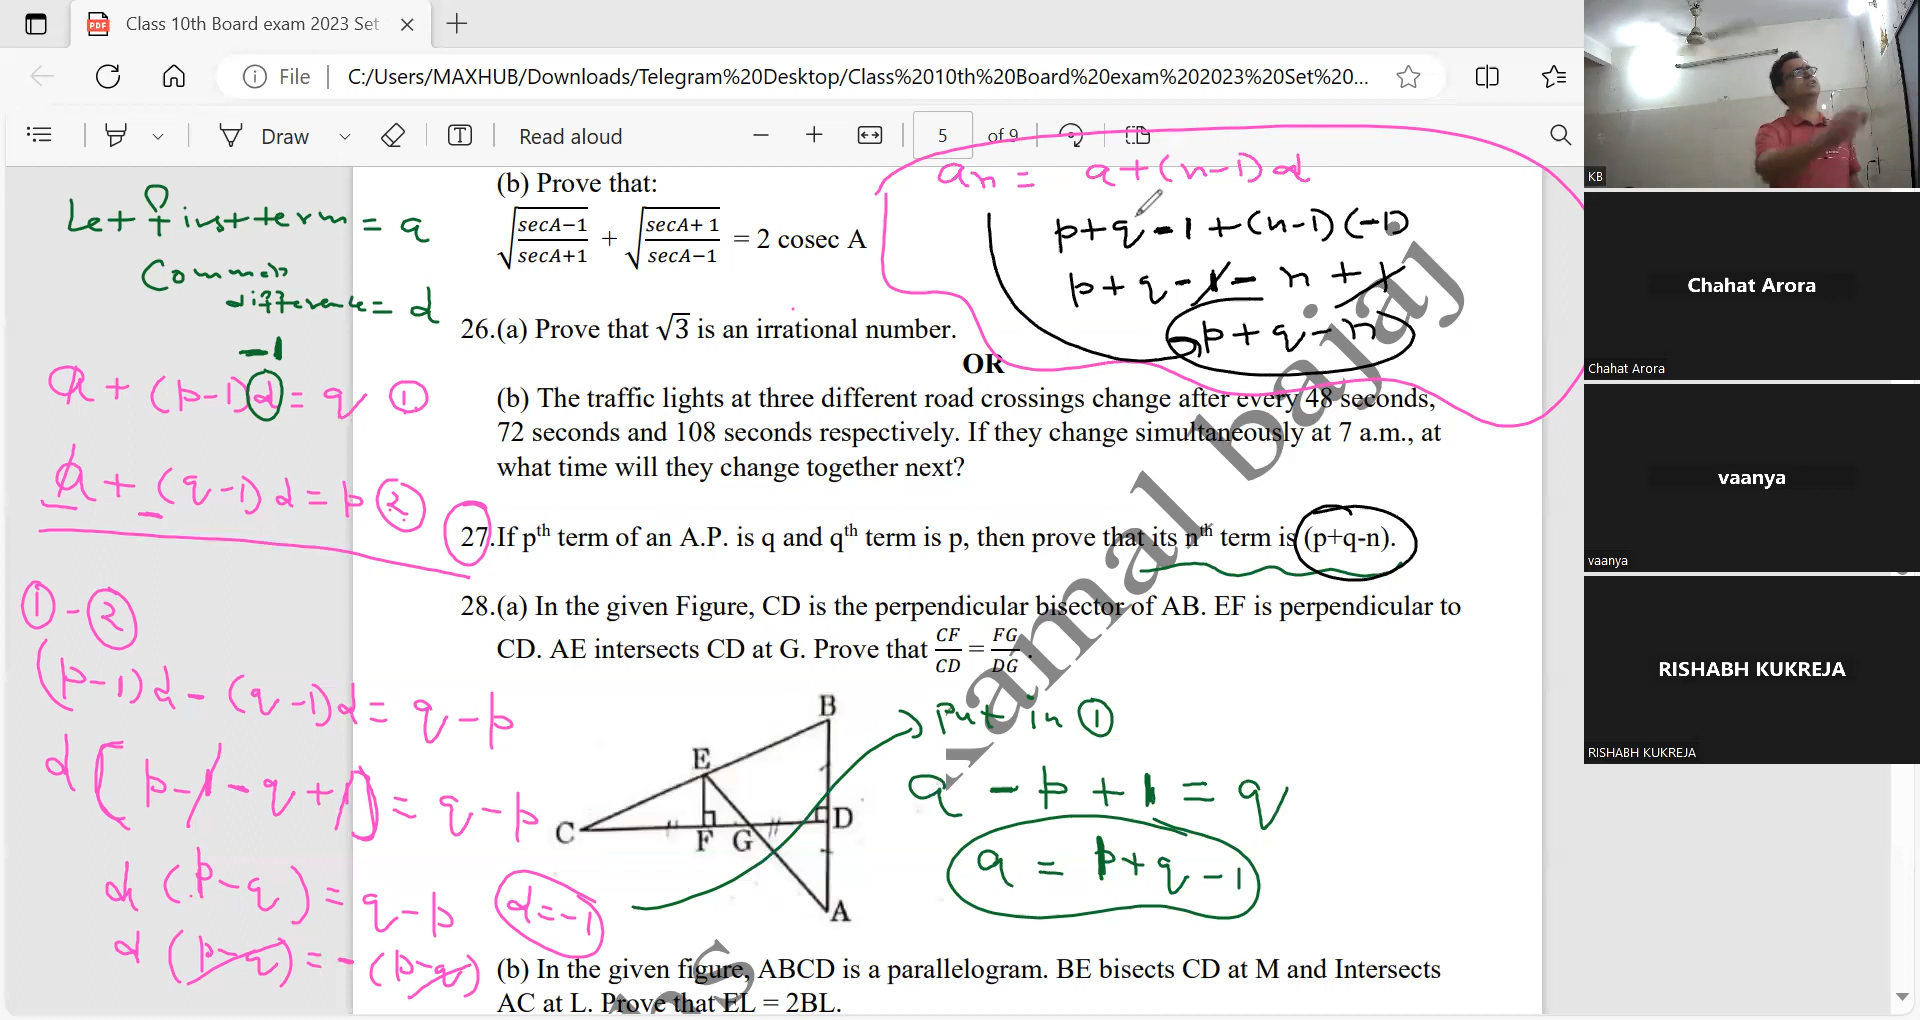 Class 10th Board exam 2023 Set
File | C:/Users/MAXHUB/Downloads/Telegram%20Desktop/Class%2010th%20Board%20exam%202023%20Set%20...
Draw
Read aloud
5 of 9
(b) Prove that:
√(secA−1/secA+1) + √(secA+1/secA−1) = 2 cosec A
26.(a) Prove that √3 is an irrational number.
OR
(b) The traffic lights at three different road crossings change after every 48 seconds,
72 seconds and 108 seconds respectively. If they change simultaneously at 7 a.m., at
what time will they change together next?
27.If pth term of an A.P. is q and qth term is p, then prove that its nth term is (p+q-n).
28.(a) In the given Figure, CD is the perpendicular bisector of AB. EF is perpendicular to
CD. AE intersects CD at G. Prove that CF/CD = FG/DG.
B
E
C F G D
A
(b) In the given figure, ABCD is a parallelogram. BE bisects CD at M and Intersects
AC at L. Prove that EL = 2BL.
Let First term = a
Common
difference = d
-1
a + (p-1)d = q ①
a + (q-1)d = p ②
① - ②
(p-1)d - (q-1)d = q-p
d[p-1-q+1] = q-p
d(p-q) = q-p
d(p-q) = -(p-q)
d=-1
Put in ①
a - p + 1 = q
a = p+q-1
an = a+(n-1)d
p+q-1+(n-1)(-1)
p+q-1-n+1
p+q-n
kamal bajaj
KB
Chahat Arora
Chahat Arora
vaanya
vaanya
RISHABH KUKREJA
RISHABH KUKREJA